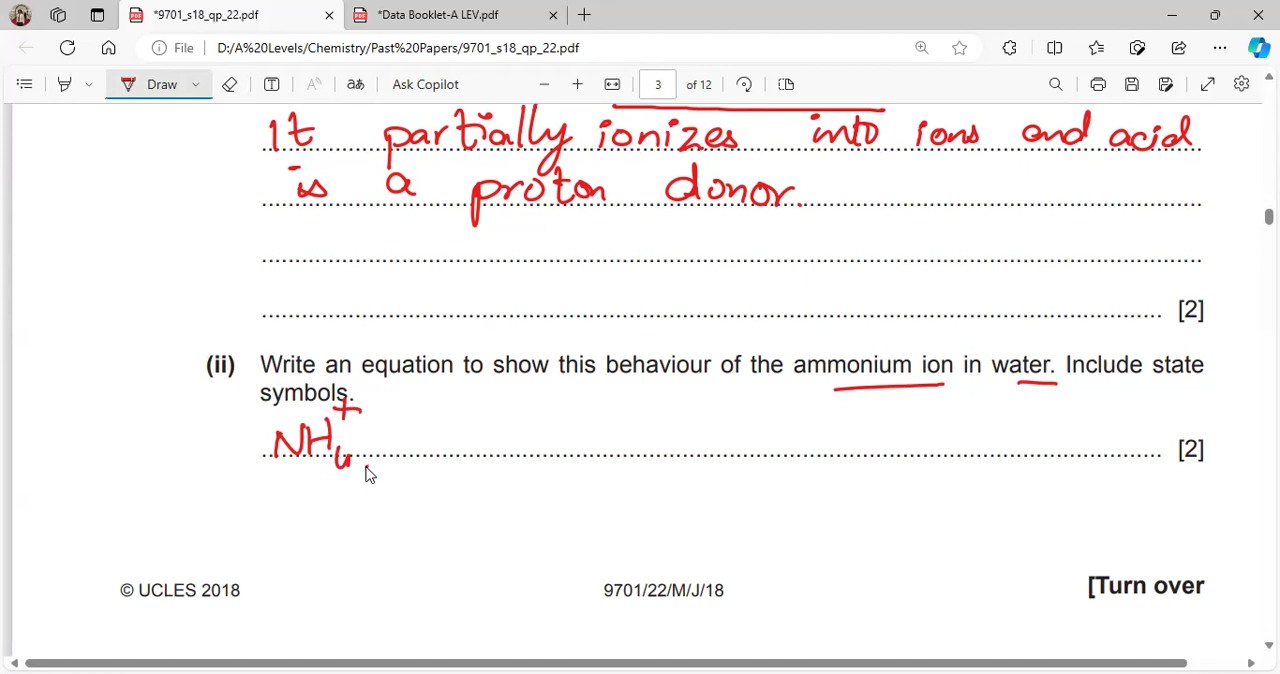 *9701_s18_qp_22.pdf
*Data Booklet-A LEV.pdf
File D:/A%20Levels/Chemistry/Past%20Papers/9701_s18_qp_22.pdf
Draw aあ Ask Copilot 3 of 12
It partially ionizes into ions and acid
is a proton donor.
[2]
(ii) Write an equation to show this behaviour of the ammonium ion in water. Include state
symbols.
NH4+
[2]
© UCLES 2018 9701/22/M/J/18 [Turn over